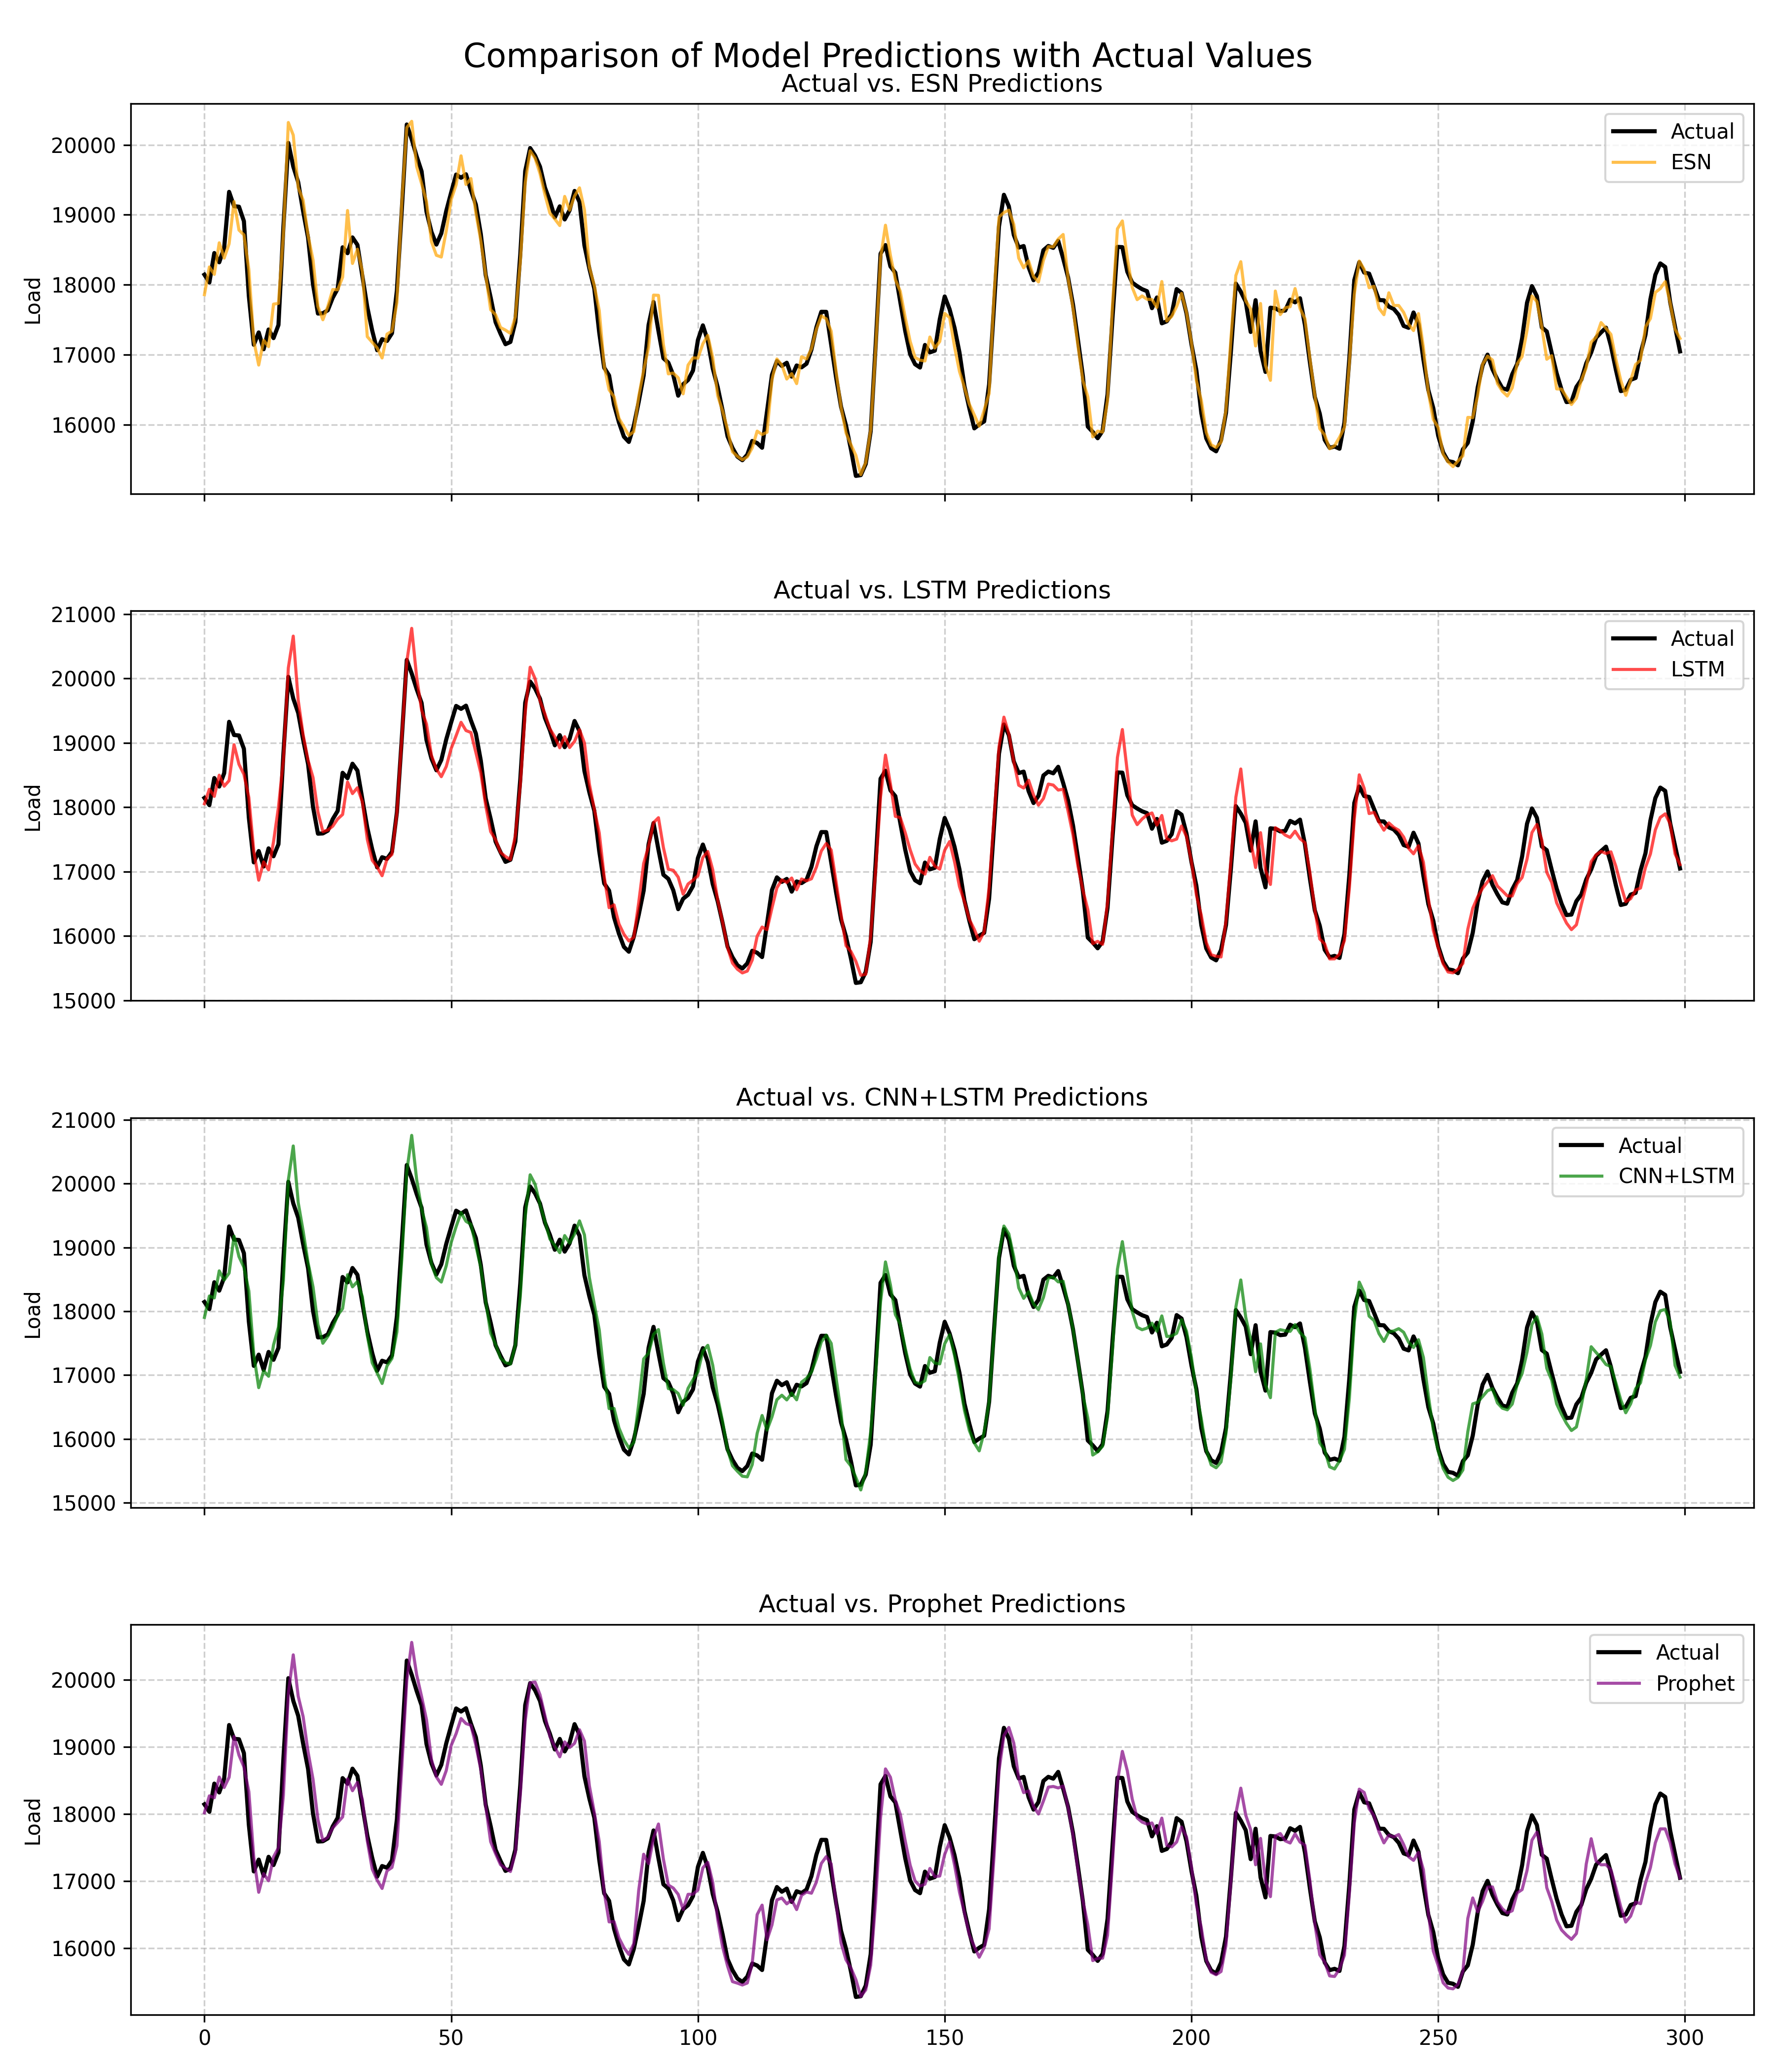 Comparison of Model Predictions with Actual Values
Actual vs. ESN Predictions
20000
19000
18000
17000
16000
Load
Actual
ESN
Actual vs. LSTM Predictions
21000
20000
19000
18000
17000
16000
15000
Load
Actual
LSTM
Actual vs. CNN+LSTM Predictions
21000
20000
19000
18000
17000
16000
15000
Load
Actual
CNN+LSTM
Actual vs. Prophet Predictions
20000
19000
18000
17000
16000
Load
Actual
Prophet
0 50 100 150 200 250 300